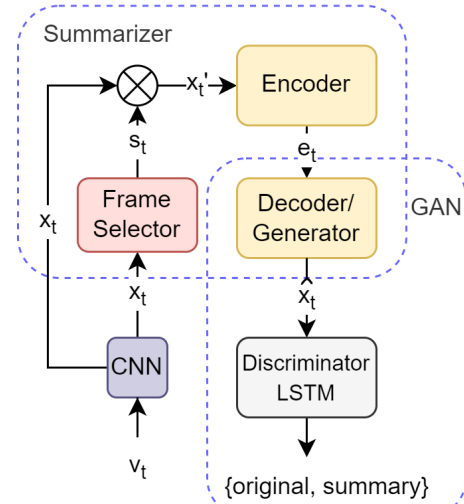 Summarizer
x_t'
Encoder
s_t
e_t
x_t
Frame
Selector
Decoder/
Generator
GAN
x_t
x̂_t
CNN
Discriminator
LSTM
v_t
{original, summary}